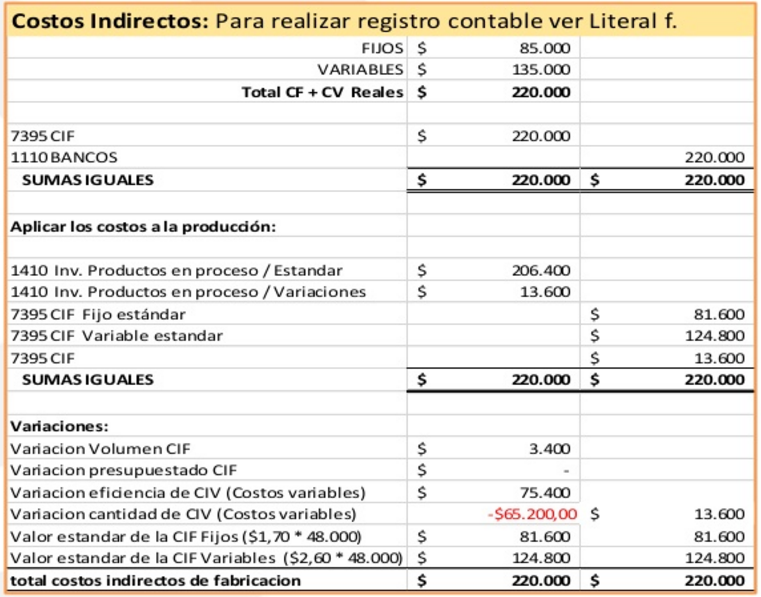 Costos Indirectos: Para realizar registro contable ver Literal f.
FIJOS $ 85.000
VARIABLES $ 135.000
Total CF + CV Reales $ 220.000
7395 CIF $ 220.000
1110 BANCOS 220.000
SUMAS IGUALES $ 220.000 $ 220.000
Aplicar los costos a la producción:
1410 Inv. Productos en proceso / Estandar $ 206.400
1410 Inv. Productos en proceso / Variaciones $ 13.600
7395 CIF Fijo estándar $ 81.600
7395 CIF Variable estandar $ 124.800
7395 CIF $ 13.600
SUMAS IGUALES $ 220.000 $ 220.000
Variaciones:
Variacion Volumen CIF $ 3.400
Variacion presupuestado CIF $ -
Variacion eficiencia de CIV (Costos variables) $ 75.400
Variacion cantidad de CIV (Costos variables) -$65.200,00 $ 13.600
Valor estandar de la CIF Fijos ($1,70 * 48.000) $ 81.600 81.600
Valor estandar de la CIF Variables ($2,60 * 48.000) $ 124.800 124.800
total costos indirectos de fabricacion $ 220.000 $ 220.000